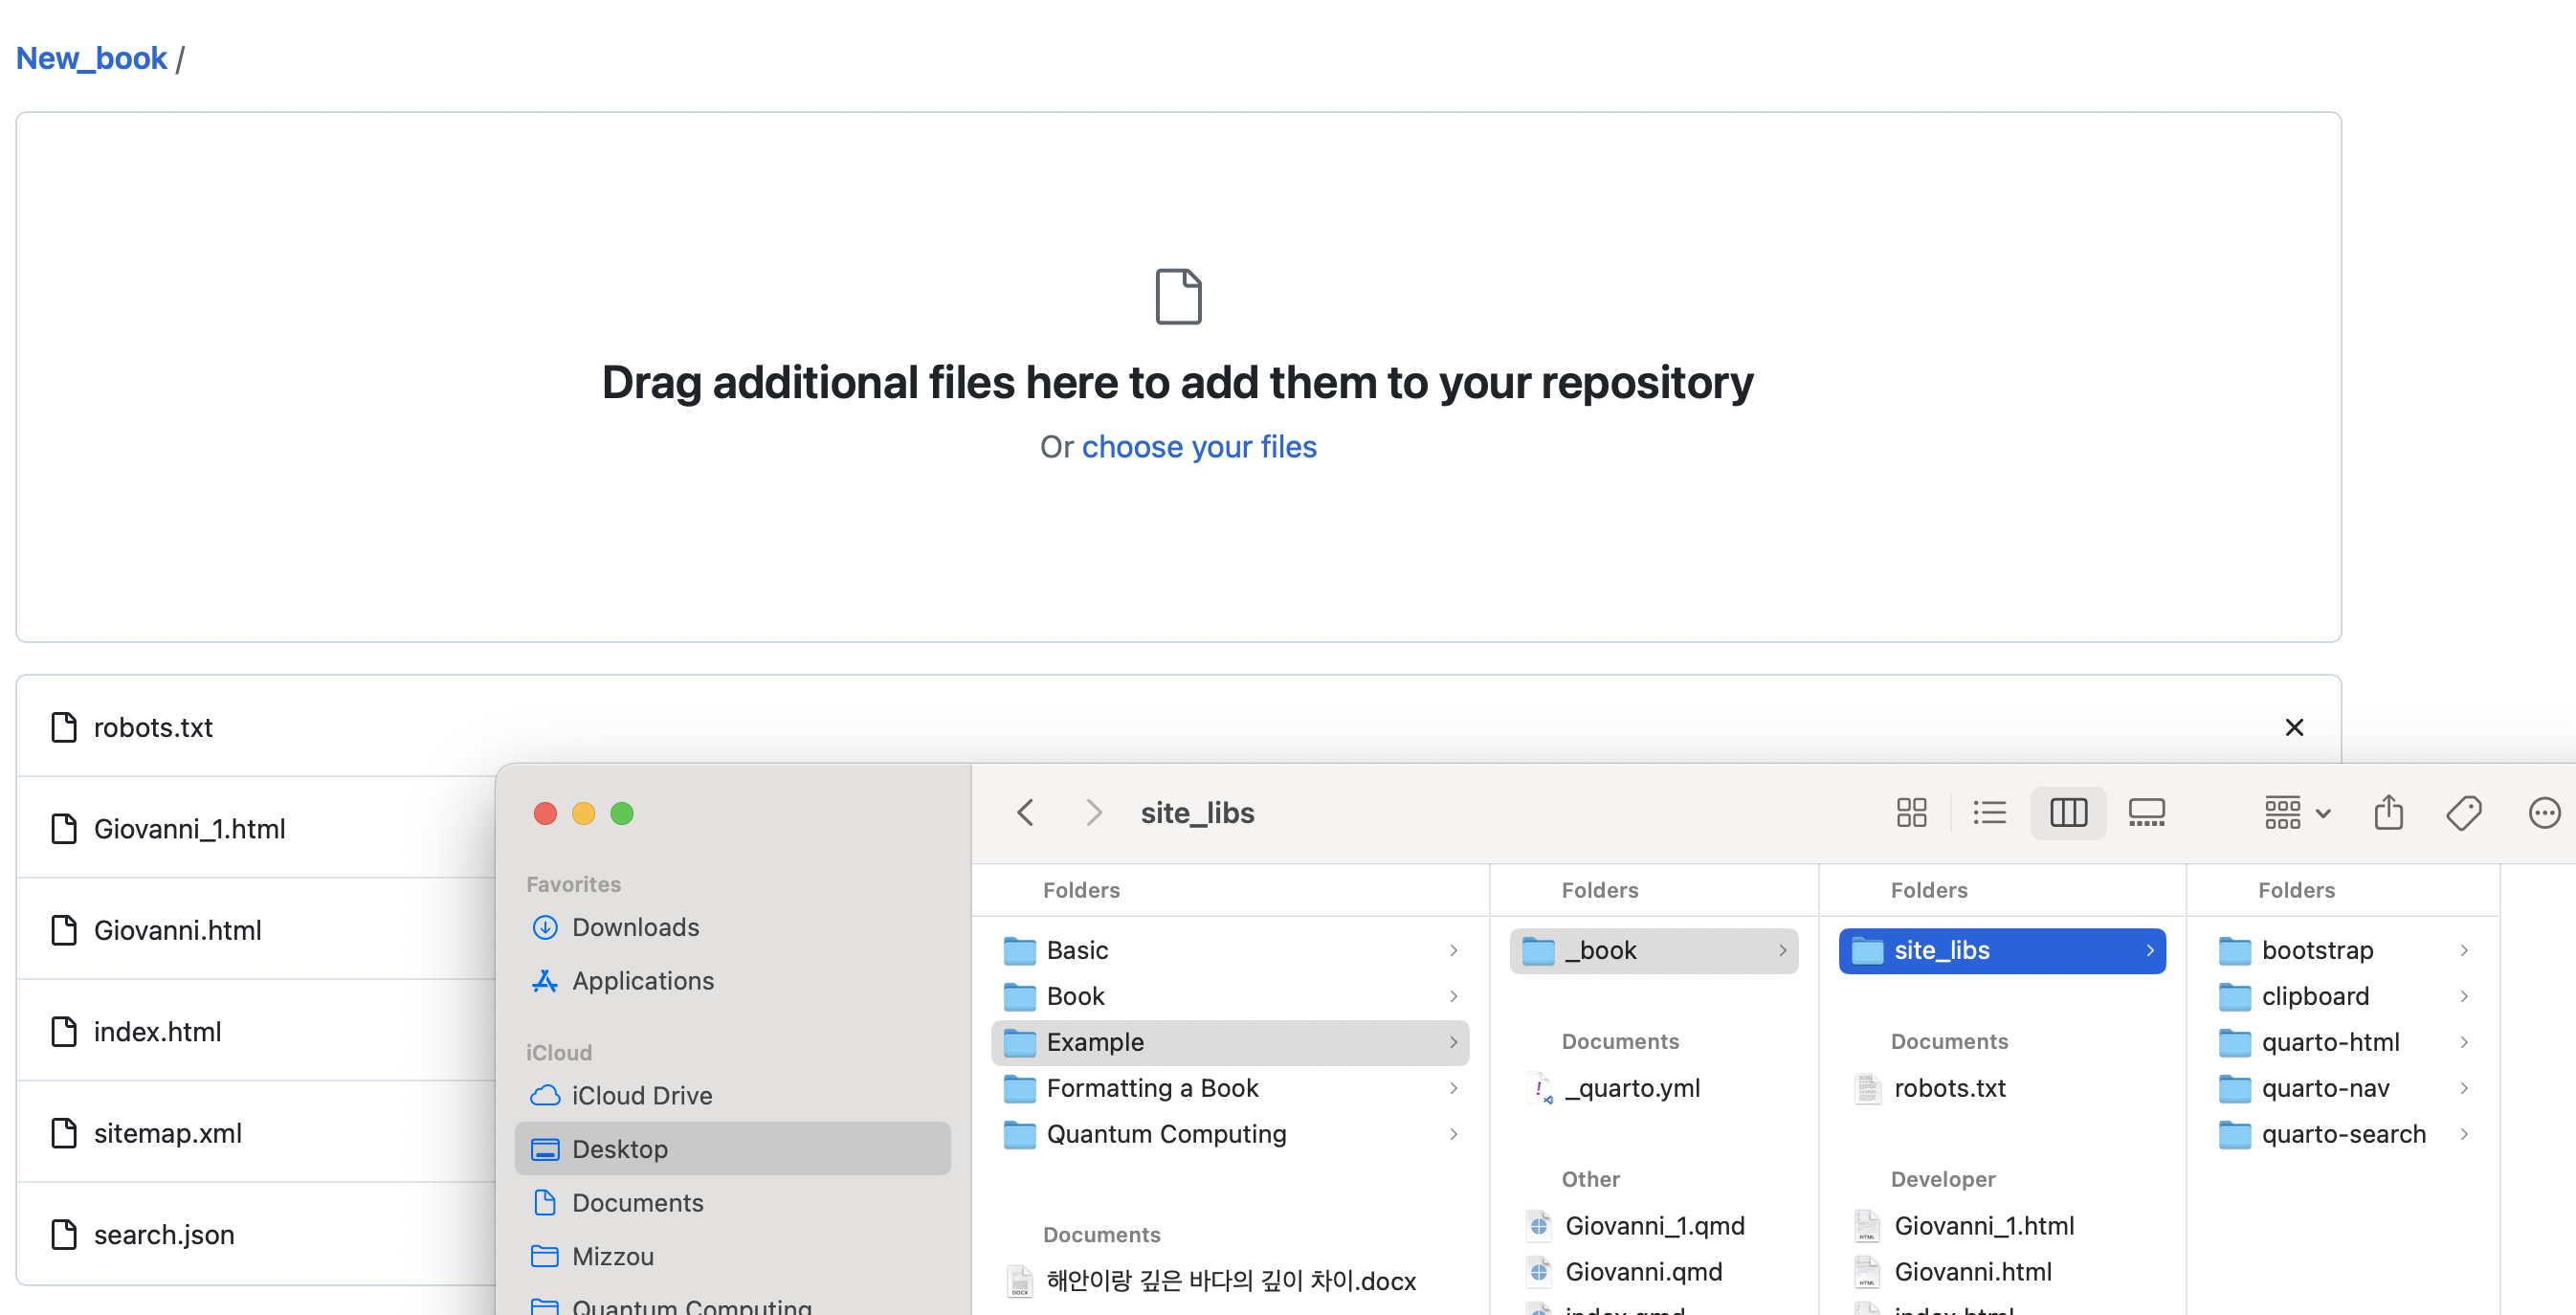 New_book /
Drag additional files here to add them to your repository
Or choose your files
robots.txt
Giovanni_1.html
Giovanni.html
index.html
sitemap.xml
search.json
Favorites
Downloads
Applications
iCloud
iCloud Drive
Desktop
Documents
Mizzou
Quantum Computing
site_libs
Folders
Basic
Book
Example
Formatting a Book
Quantum Computing
Documents
해안이랑 깊은 바다의 깊이 차이.docx
Folders
_book
Documents
_quarto.yml
Other
Giovanni_1.qmd
Giovanni.qmd
index.qmd
Folders
site_libs
Documents
robots.txt
Developer
Giovanni_1.html
Giovanni.html
index.html
Folders
bootstrap
clipboard
quarto-html
quarto-nav
quarto-search